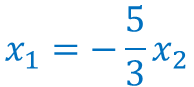 x₁ = −5/3 x₂